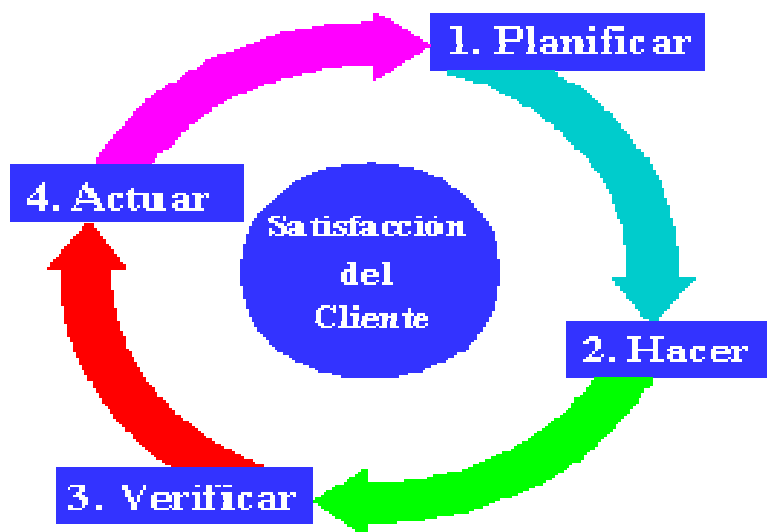 1. Planificar
4. Actuar
Satisfacción
del
Cliente
2. Hacer
3. Verificar